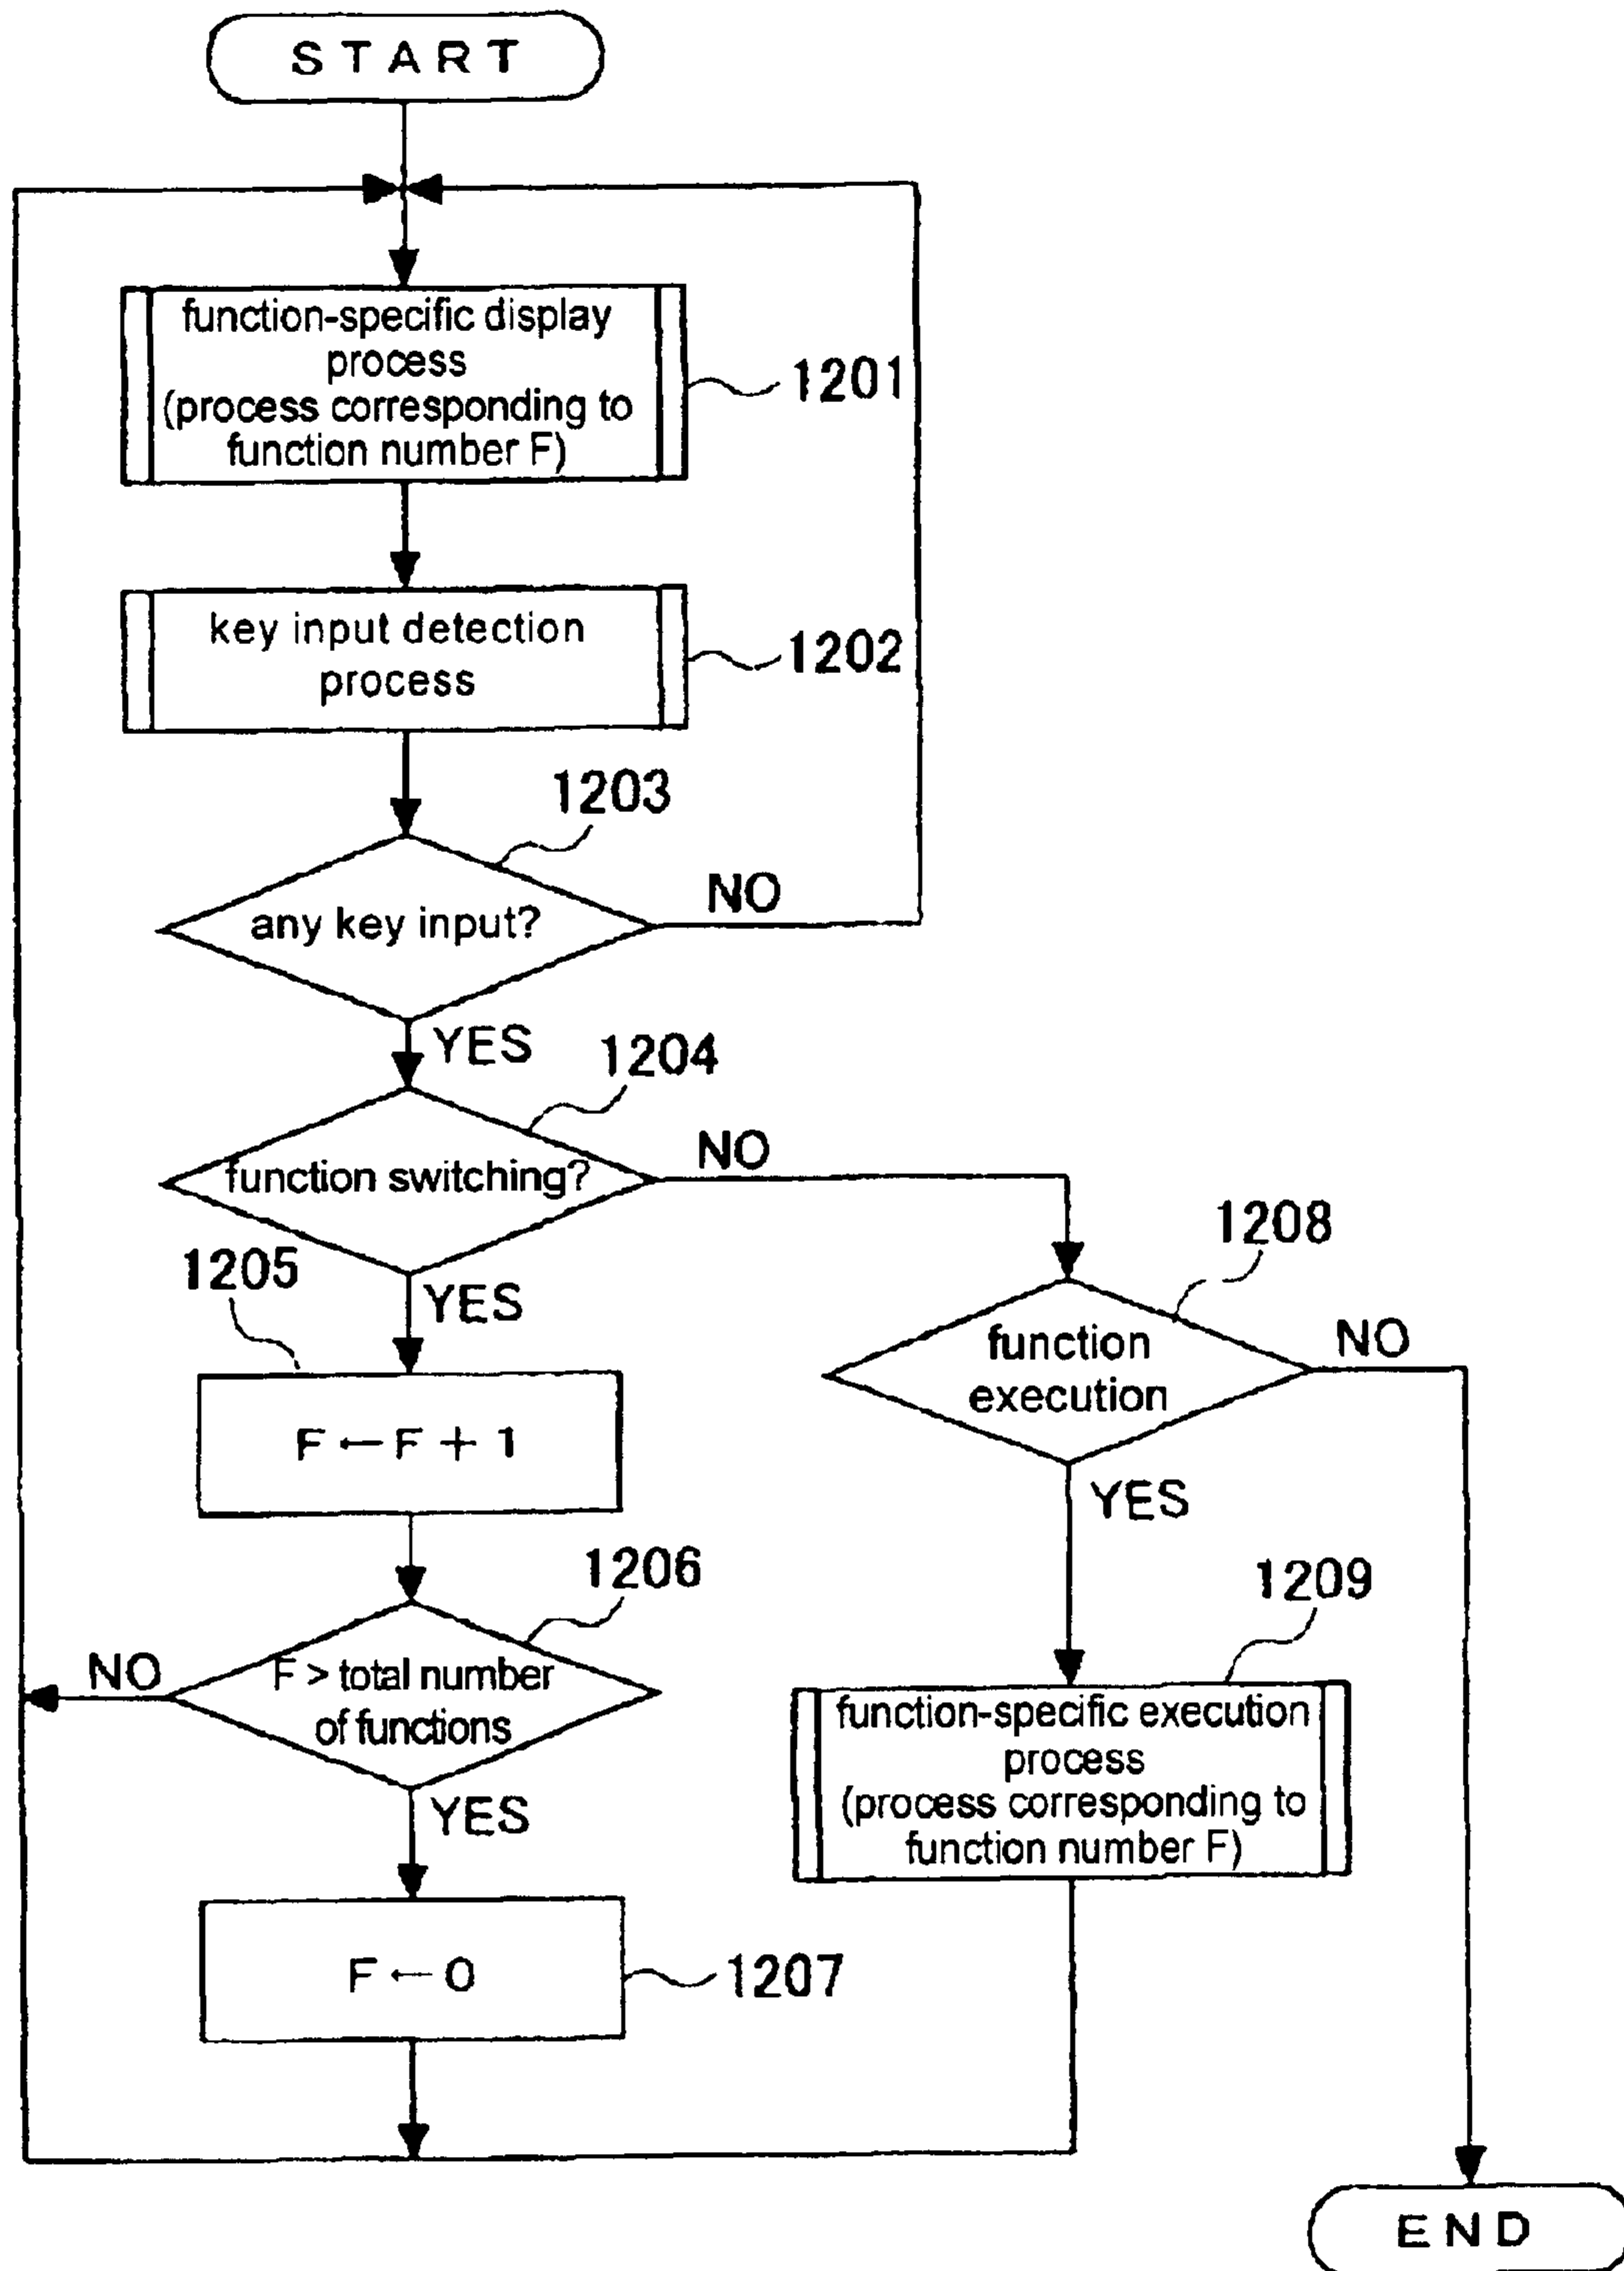 START
function-specific display
process
(process corresponding to
function number F)
1201
key input detection
process
1202
1203
any key input?
NO
YES
1204
function switching?
NO
YES
1205
F ← F + 1
1206
F > total number
of functions
NO
YES
F ← 0
1207
1208
function
execution
NO
YES
1209
function-specific execution
process
(process corresponding to
function number F)
END